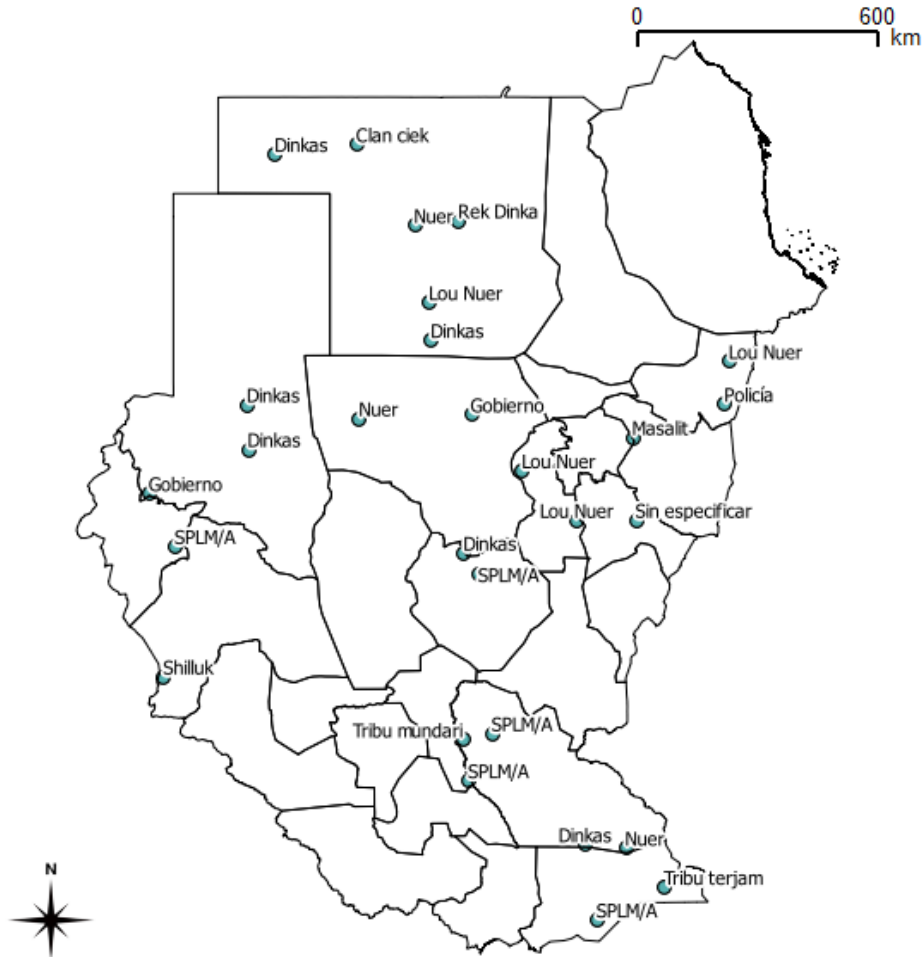 0
600
km
Dinkas
Clan ciek
Nuer
Rek Dinka
Lou Nuer
Dinkas
Lou Nuer
Dinkas
Nuer
Gobierno
Policía
Masalit
Dinkas
Lou Nuer
Gobierno
Lou Nuer
Sin especificar
SPLM/A
Dinkas
SPLM/A
Shilluk
Tribu mundari
SPLM/A
SPLM/A
Dinkas
Nuer
N
Tribu terjam
SPLM/A